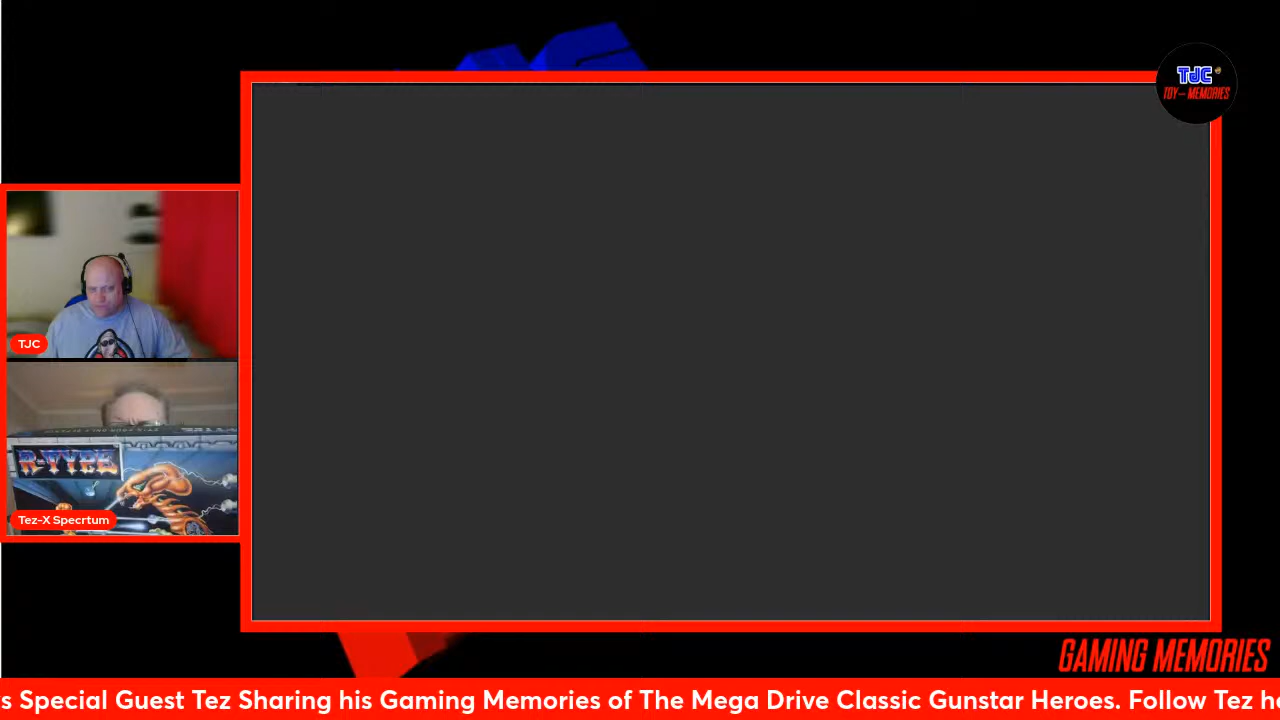 TJC
TOY— MEMORIES
TJC
R-TYPE
Tez-X Specrtum
GAMING MEMORIES
s Special Guest Tez Sharing his Gaming Memories of The Mega Drive Classic Gunstar Heroes. Follow Tez he